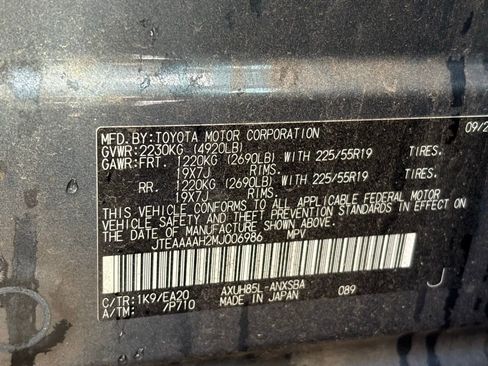 MFD.BY:TOYOTA MOTOR CORPORATION 09/2
GVWR:2230KG (4920LB)
GAWR:FRT. 1220KG (2690LB) WITH 225/55R19 TIRES.
19X7J RIMS.
RR. 1220KG (2690LB) WITH 225/55R19 TIRES.
19X7J RIMS.
THIS VEHICLE CONFORMS TO ALL APPLICABLE FEDERAL MOTOR
VEHICLE SAFETY AND THEFT PREVENTION STANDARDS IN EFFECT ON
THE DATE OF MANUFACTURE SHOWN ABOVE.
JTEAAAAH2MJ006986 MPV
C/TR:1K9/EA20 AXUH85L-ANXSBA J
A/TM: /P710 MADE IN JAPAN 089